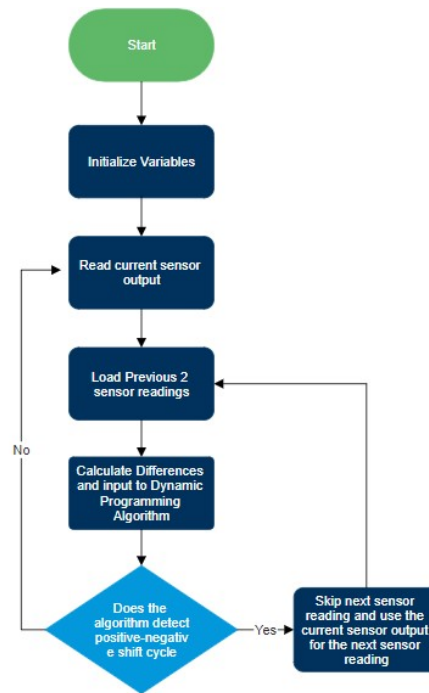 Start
Initialize Variables
Read current sensor
output
Load Previous 2
sensor readings
No
Calculate Differences
and input to Dynamic
Programming
Algorithm
Does the
algorithm detect
positive-negativ
e shift cycle
Yes
Skip next sensor
reading and use the
current sensor output
for the next sensor
reading